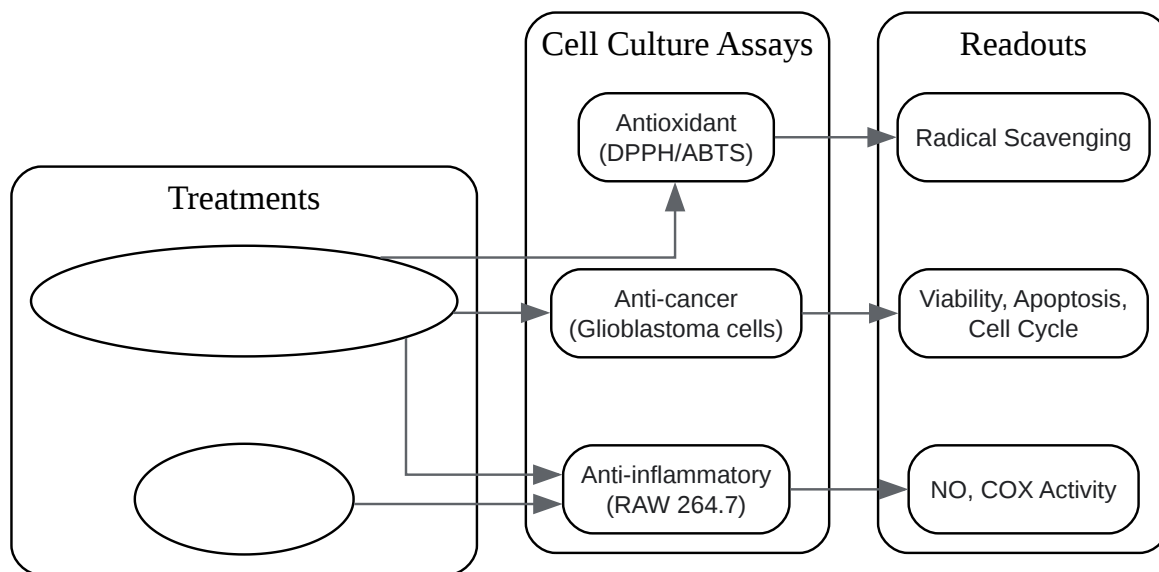 Cell Culture Assays
Readouts
Antioxidant
(DPPH/ABTS)
Radical Scavenging
Treatments
Anti-cancer
(Glioblastoma cells)
Viability, Apoptosis,
Cell Cycle
Anti-inflammatory
(RAW 264.7)
NO, COX Activity